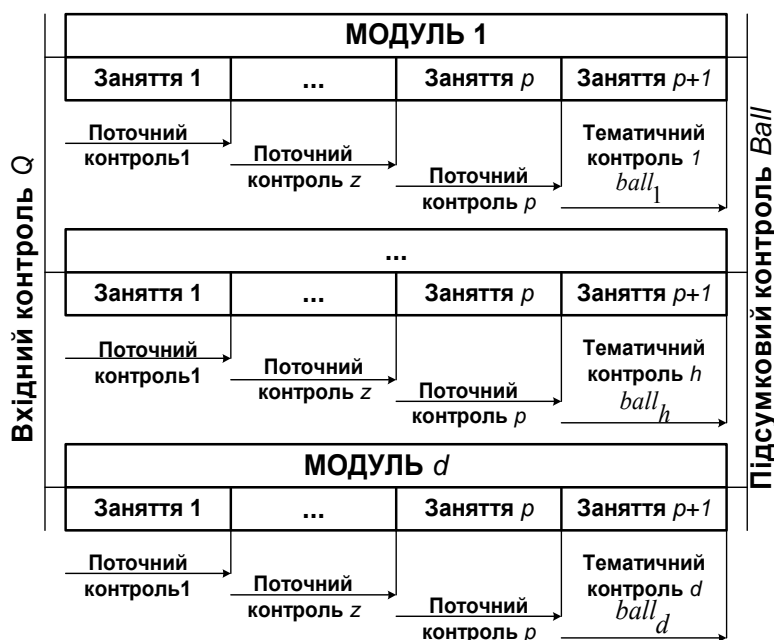 Вхідний контроль Q
МОДУЛЬ 1
Заняття 1
...
Заняття p
Заняття p+1
Поточний
контроль1
Поточний
контроль z
Поточний
контроль p
Тематичний
контроль 1
ball1
...
Заняття 1
...
Заняття p
Заняття p+1
Поточний
контроль1
Поточний
контроль z
Поточний
контроль p
Тематичний
контроль h
ballh
МОДУЛЬ d
Заняття 1
...
Заняття p
Заняття p+1
Поточний
контроль1
Поточний
контроль z
Поточний
контроль p
Тематичний
контроль d
balld
Підсумковий контроль Ball